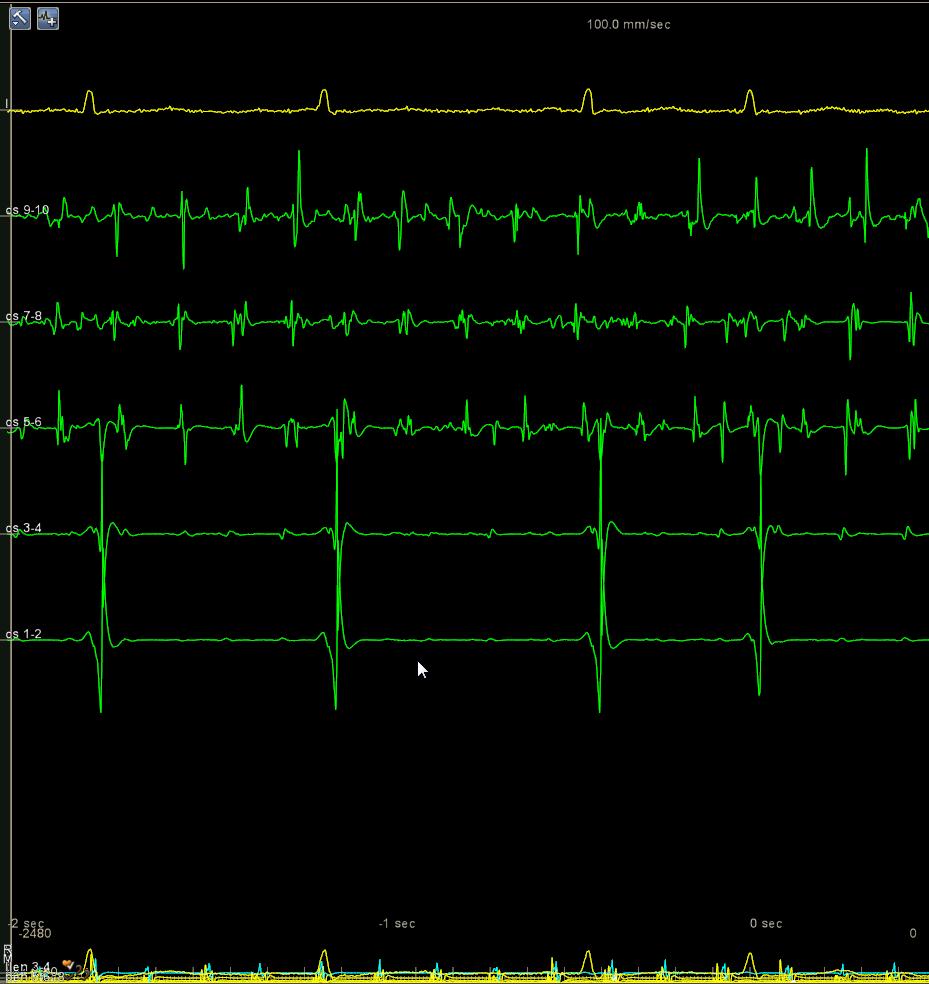 100.0 mm/sec
I
cs 9-10
cs 7-8
cs 5-6
cs 3-4
cs 1-2
-2 sec
-1 sec
0 sec
-2480
0